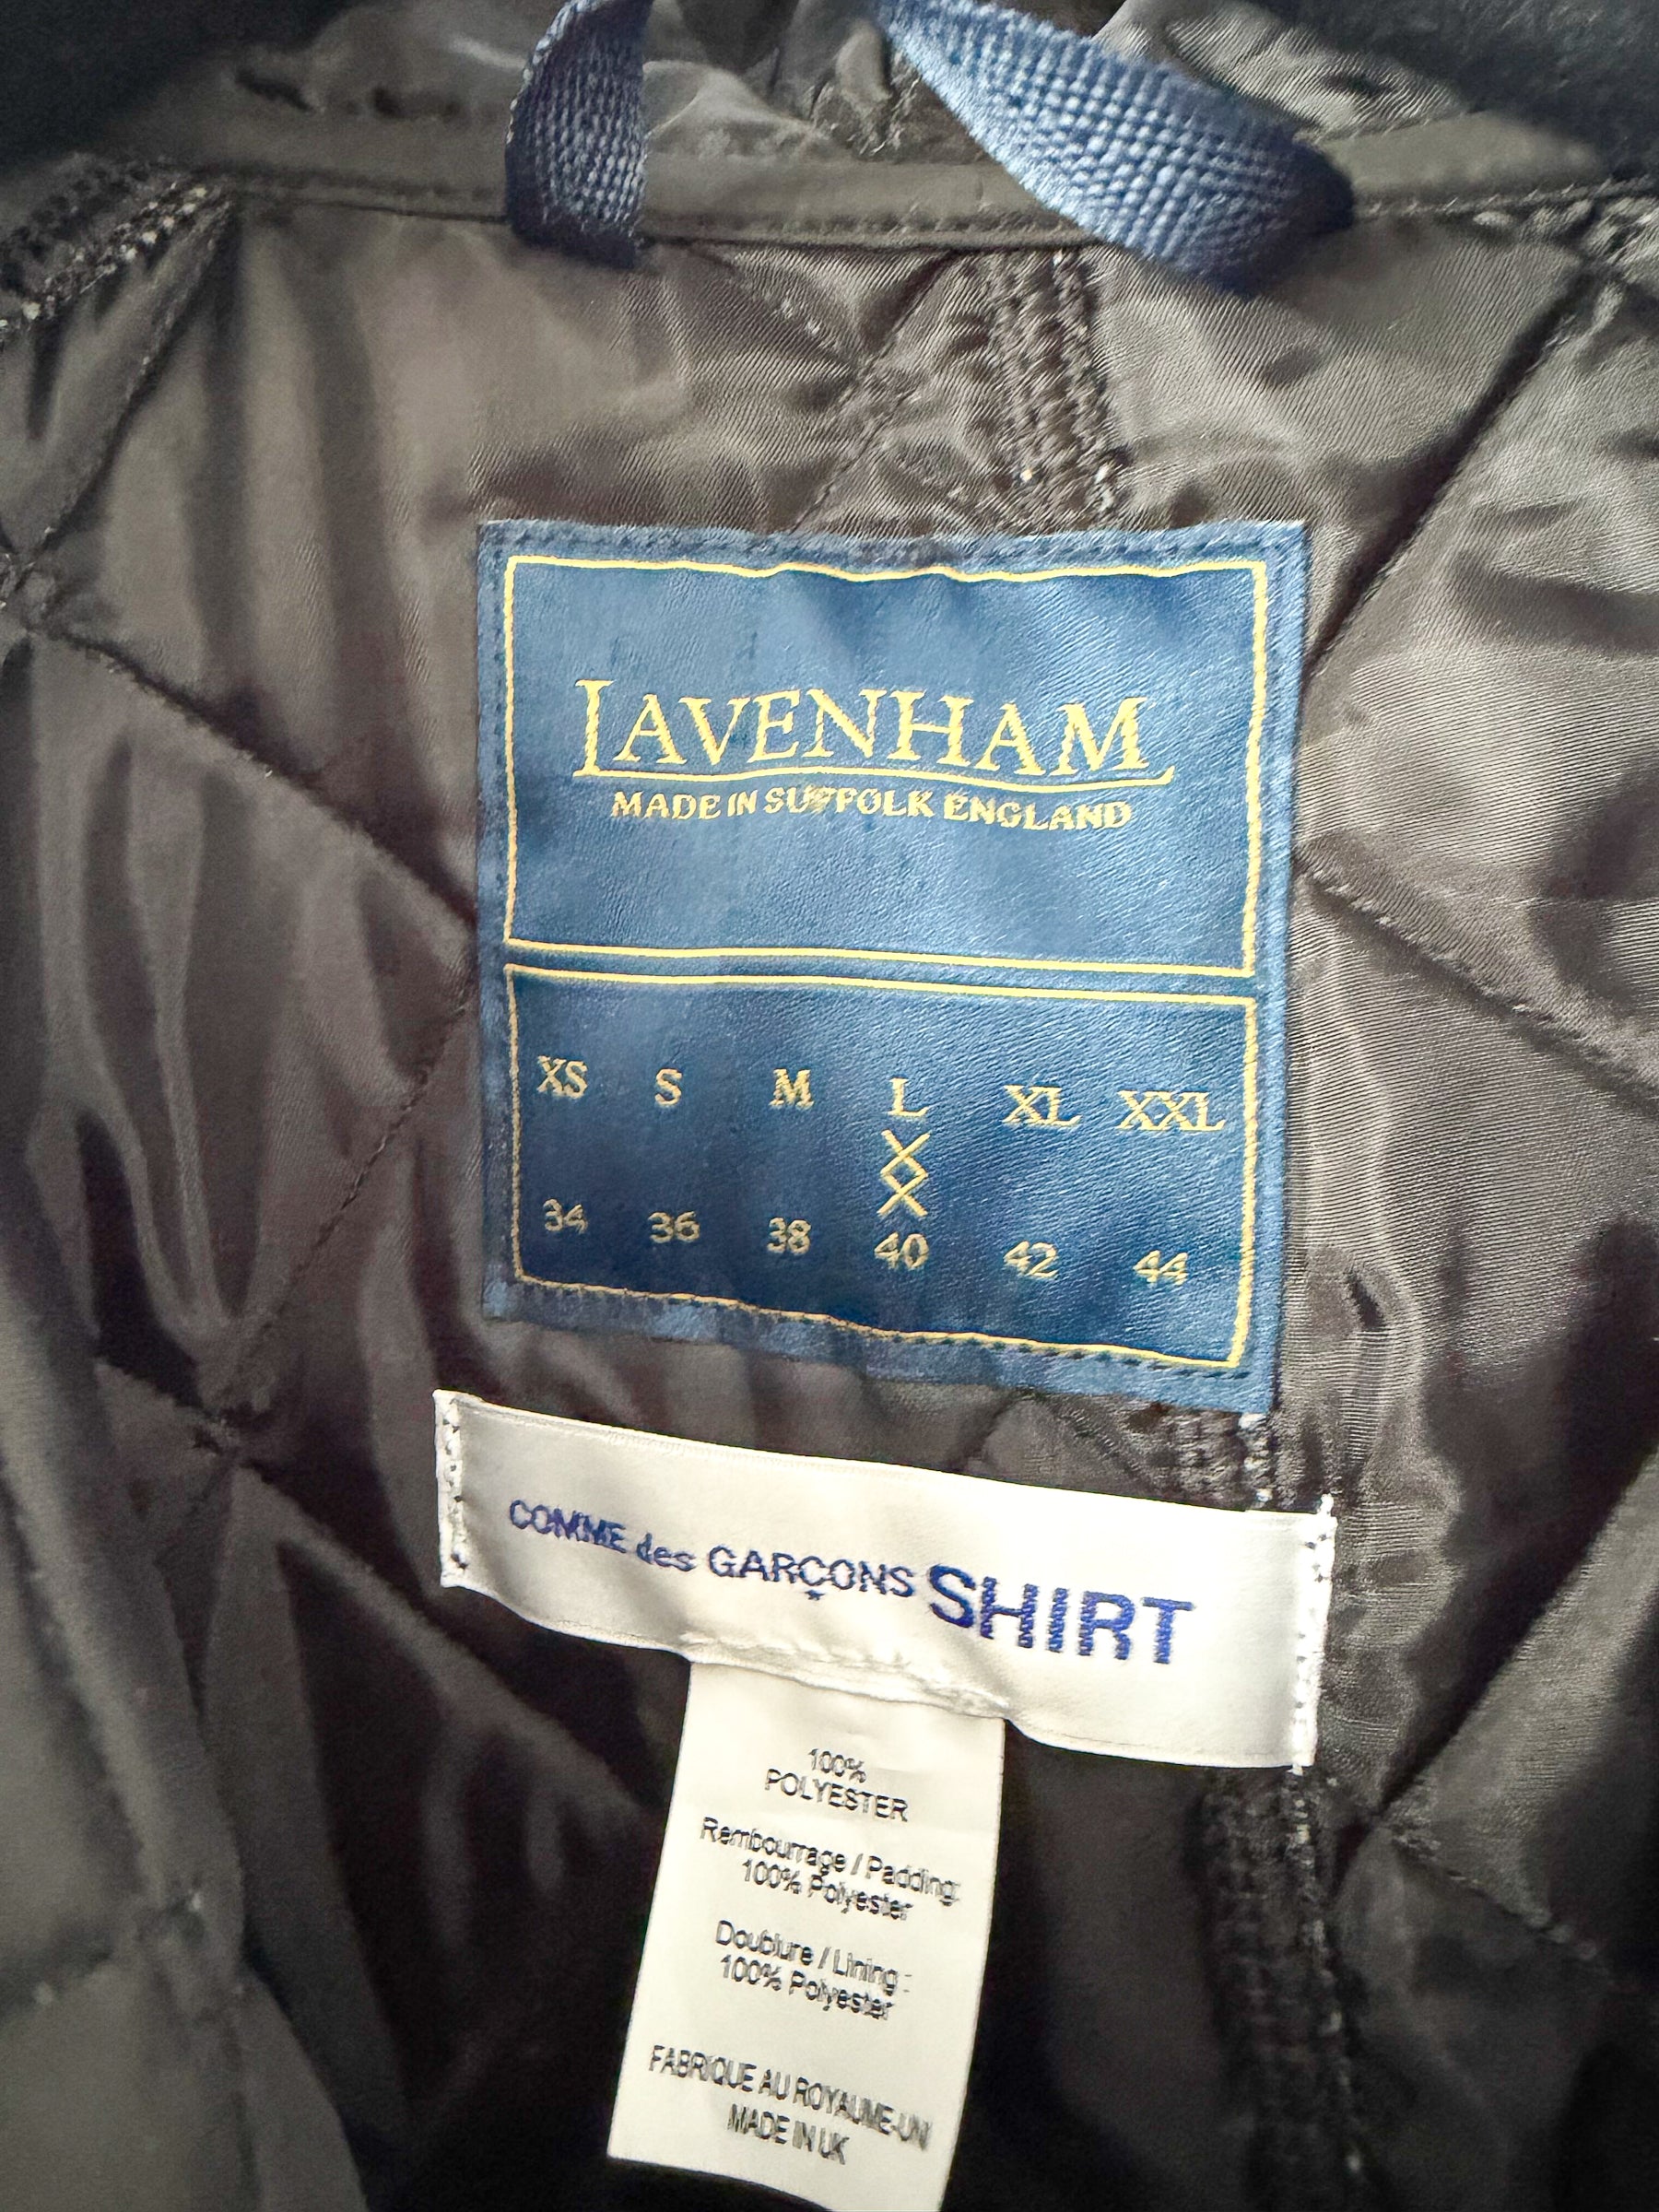 LAVENHAM
MADE IN SUFFOLK ENGLAND
XS S M L XL XXL
X
X
34 36 38 40 42 44
COMME des GARÇONS SHIRT
100%
POLYESTER
Rembourrage / Padding:
100% Polyester
Doublure / Lining :
100% Polyester
FABRIQUE AU ROYAUME-UNI
MADE IN UK